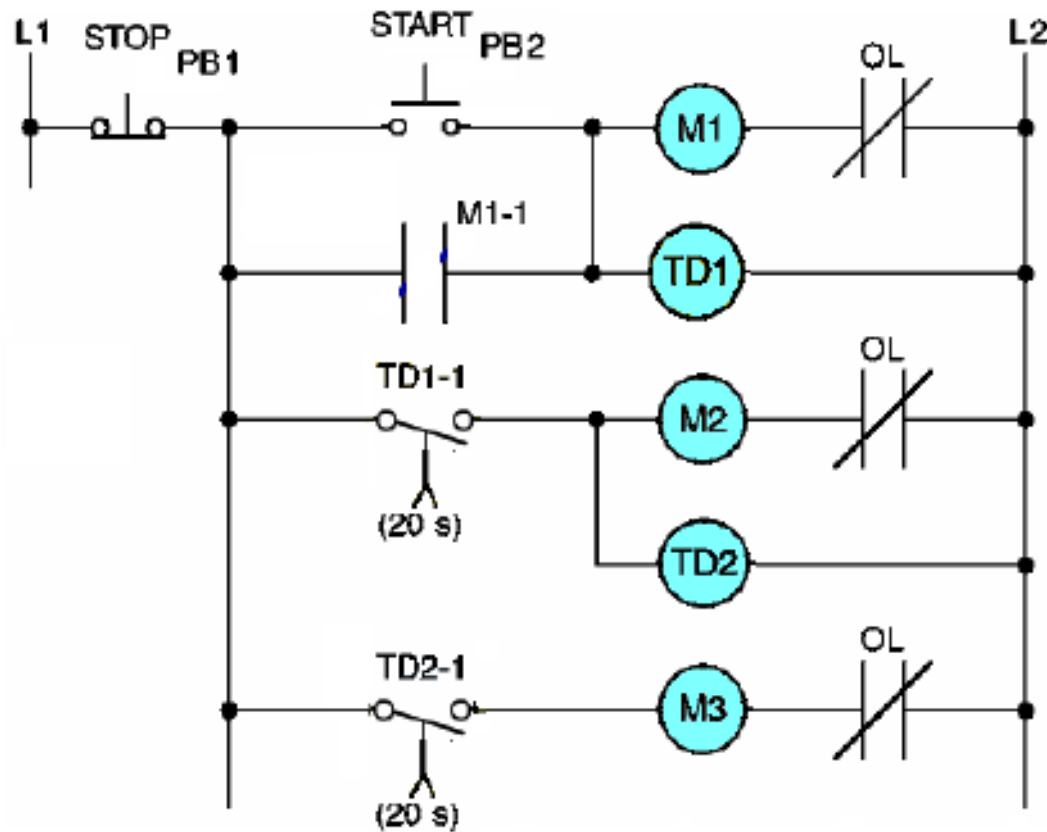 L1
STOP
PB1
START
PB2
L2
OL
M1
M1-1
TD1
OL
TD1-1
M2
(20 s)
TD2
OL
TD2-1
M3
(20 s)